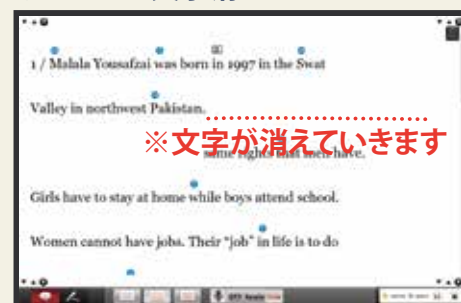 1 / Malala Yousafzai was born in 1997 in the Swat
Valley in northwest Pakistan.
※文字が消えていきます
same rights that men have.
Girls have to stay at home while boys attend school.
Women cannot have jobs. Their "job" in life is to do